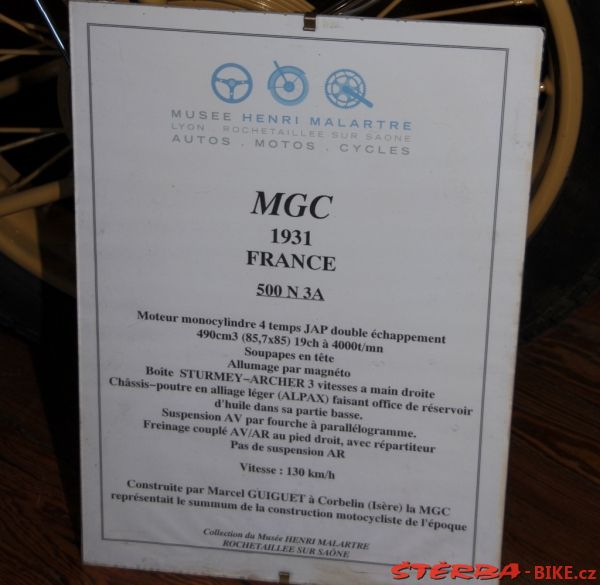 MUSEE HENRI MALARTRE
LYON . ROCHETAILLEE SUR SAONE
AUTOS . MOTOS . CYCLES
MGC
1931
FRANCE
500 N 3A
Moteur monocylindre 4 temps JAP double échappement
490cm3 (85,7x85) 19ch à 4000t/mn
Soupapes en tête
Allumage par magnéto
Boîte STURMEY-ARCHER 3 vitesses a main droite
Châssis-poutre en alliage léger (ALPAX) faisant office de réservoir
d'huile dans sa partie basse.
Suspension AV par fourche à parallélogramme.
Freinage couplé AV/AR au pied droit, avec répartiteur
Pas de suspension AR
Vitesse : 130 km/h
Construite par Marcel GUIGUET à Corbelin (Isère) la MGC
représentait le summum de la construction motocycliste de l'époque
Collection du Musée HENRI MALARTRE
ROCHETAILLEE SUR SAÔNE
STERBA-BIKE.cz